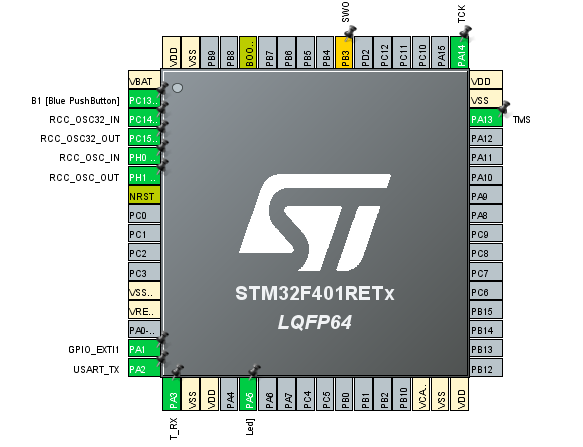 SWO
TCK
VDD
VSS
PB9
PB8
BOO..
PB7
PB6
PB5
PB4
PB3
PD2
PC12
PC11
PC10
PA15
PA14
VBAT
B1 [Blue PushButton] PC13..
RCC_OSC32_IN PC14..
RCC_OSC32_OUT PC15..
RCC_OSC_IN PH0 ..
RCC_OSC_OUT PH1 ..
NRST
PC0
PC1
PC2
PC3
VSS..
VRE..
PA0-..
GPIO_EXTI1 PA1
USART_TX PA2
STM32F401RETx
LQFP64
VDD
VSS
PA13 TMS
PA12
PA11
PA10
PA9
PA8
PC9
PC8
PC7
PC6
PB15
PB14
PB13
PB12
PA3
VSS
VDD
PA4
PA5
PA6
PA7
PC4
PC5
PB0
PB1
PB2
PB10
VCA..
VSS
VDD
T_RX
Led]